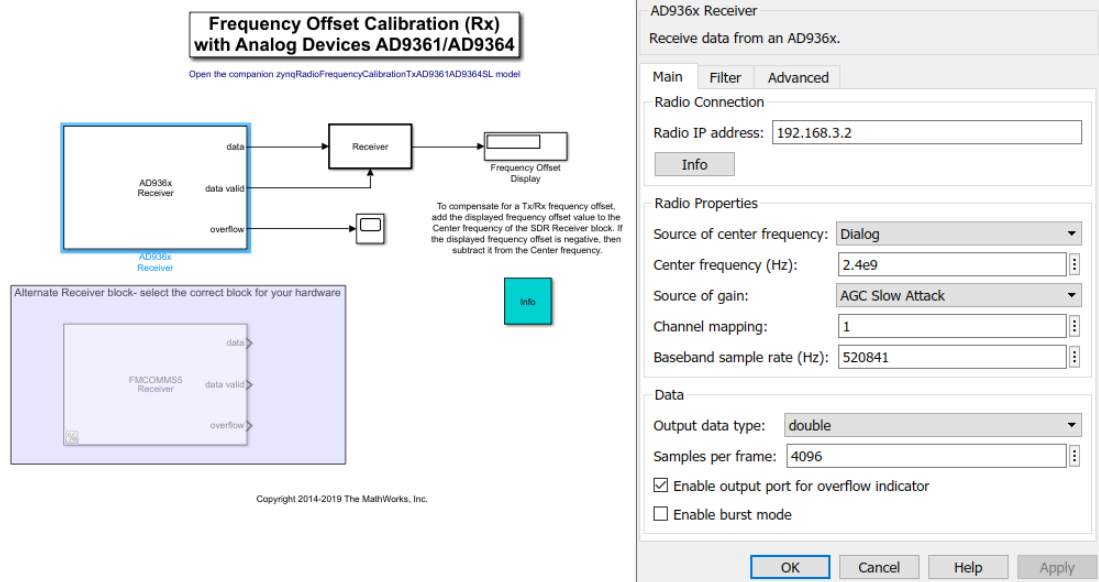 Frequency Offset Calibration (Rx)
with Analog Devices AD9361/AD9364
Open the companion zynqRadioFrequencyCalibrationTxAD9361AD9364SL model
data
AD936x
Receiver
data valid
overflow
AD936x
Receiver
Receiver
Frequency Offset
Display
To compensate for a Tx/Rx frequency offset,
add the displayed frequency offset value to the
Center frequency of the SDR Receiver block. If
the displayed frequency offset is negative, then
subtract it from the Center frequency.
Info
Alternate Receiver block- select the correct block for your hardware
data
FMCOMMS5
Receiver
data valid
overflow
%
Copyright 2014-2019 The MathWorks, Inc.
AD936x Receiver
Receive data from an AD936x.
Main Filter Advanced
Radio Connection
Radio IP address: 192.168.3.2
Info
Radio Properties
Source of center frequency: Dialog
Center frequency (Hz): 2.4e9
Source of gain: AGC Slow Attack
Channel mapping: 1
Baseband sample rate (Hz): 520841
Data
Output data type: double
Samples per frame: 4096
Enable output port for overflow indicator
Enable burst mode
OK Cancel Help Apply